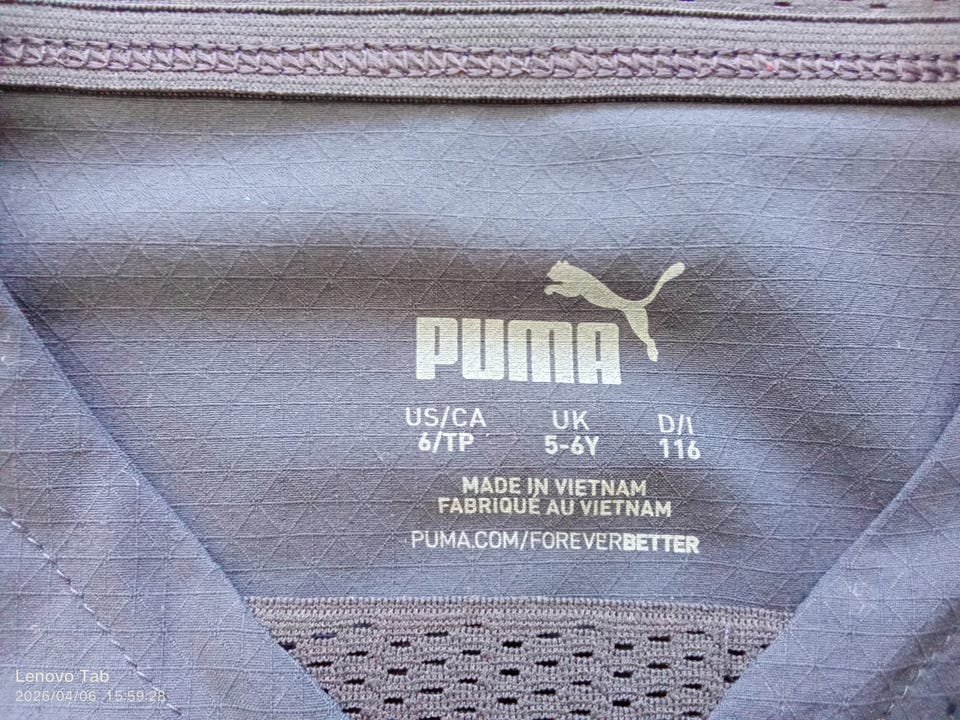 PUMA
US/CA UK D/I
6/TP 5-6Y 116
MADE IN VIETNAM
FABRIQUÉ AU VIETNAM
PUMA.COM/FOREVERBETTER
Lenovo Tab
2026/04/06 15:59:28